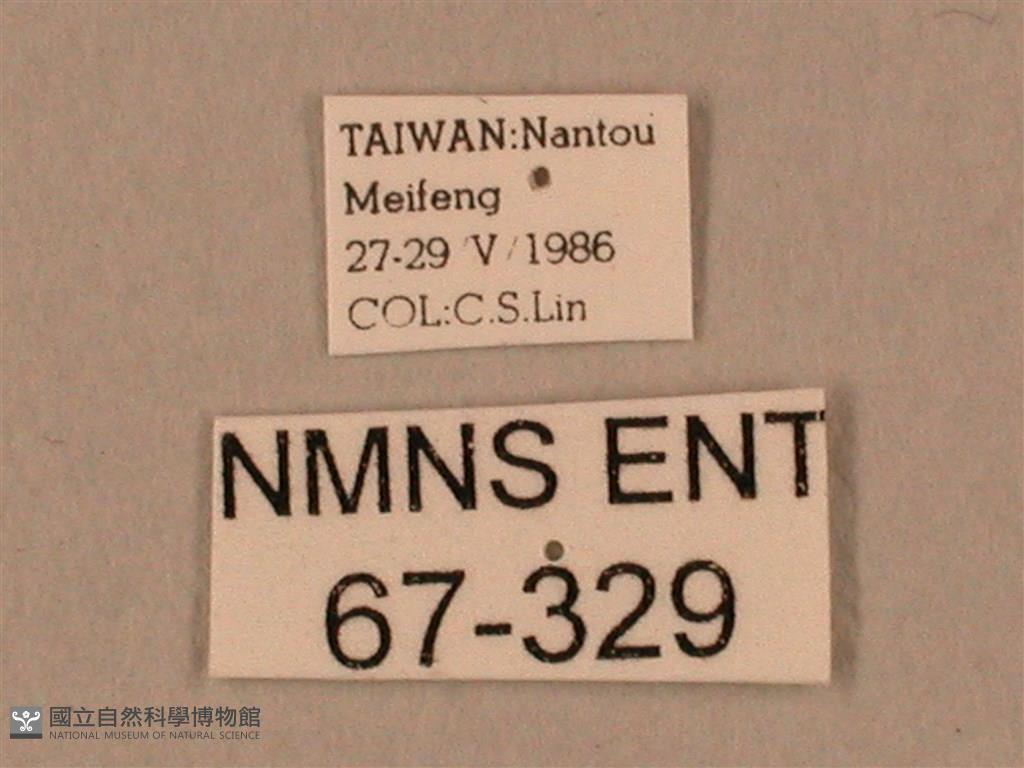 TAIWAN:Nantou
Meifeng
27-29 V/1986
COL:C.S.Lin
NMNS ENT
67-329
國立自然科學博物館
NATIONAL MUSEUM OF NATURAL SCIENCE